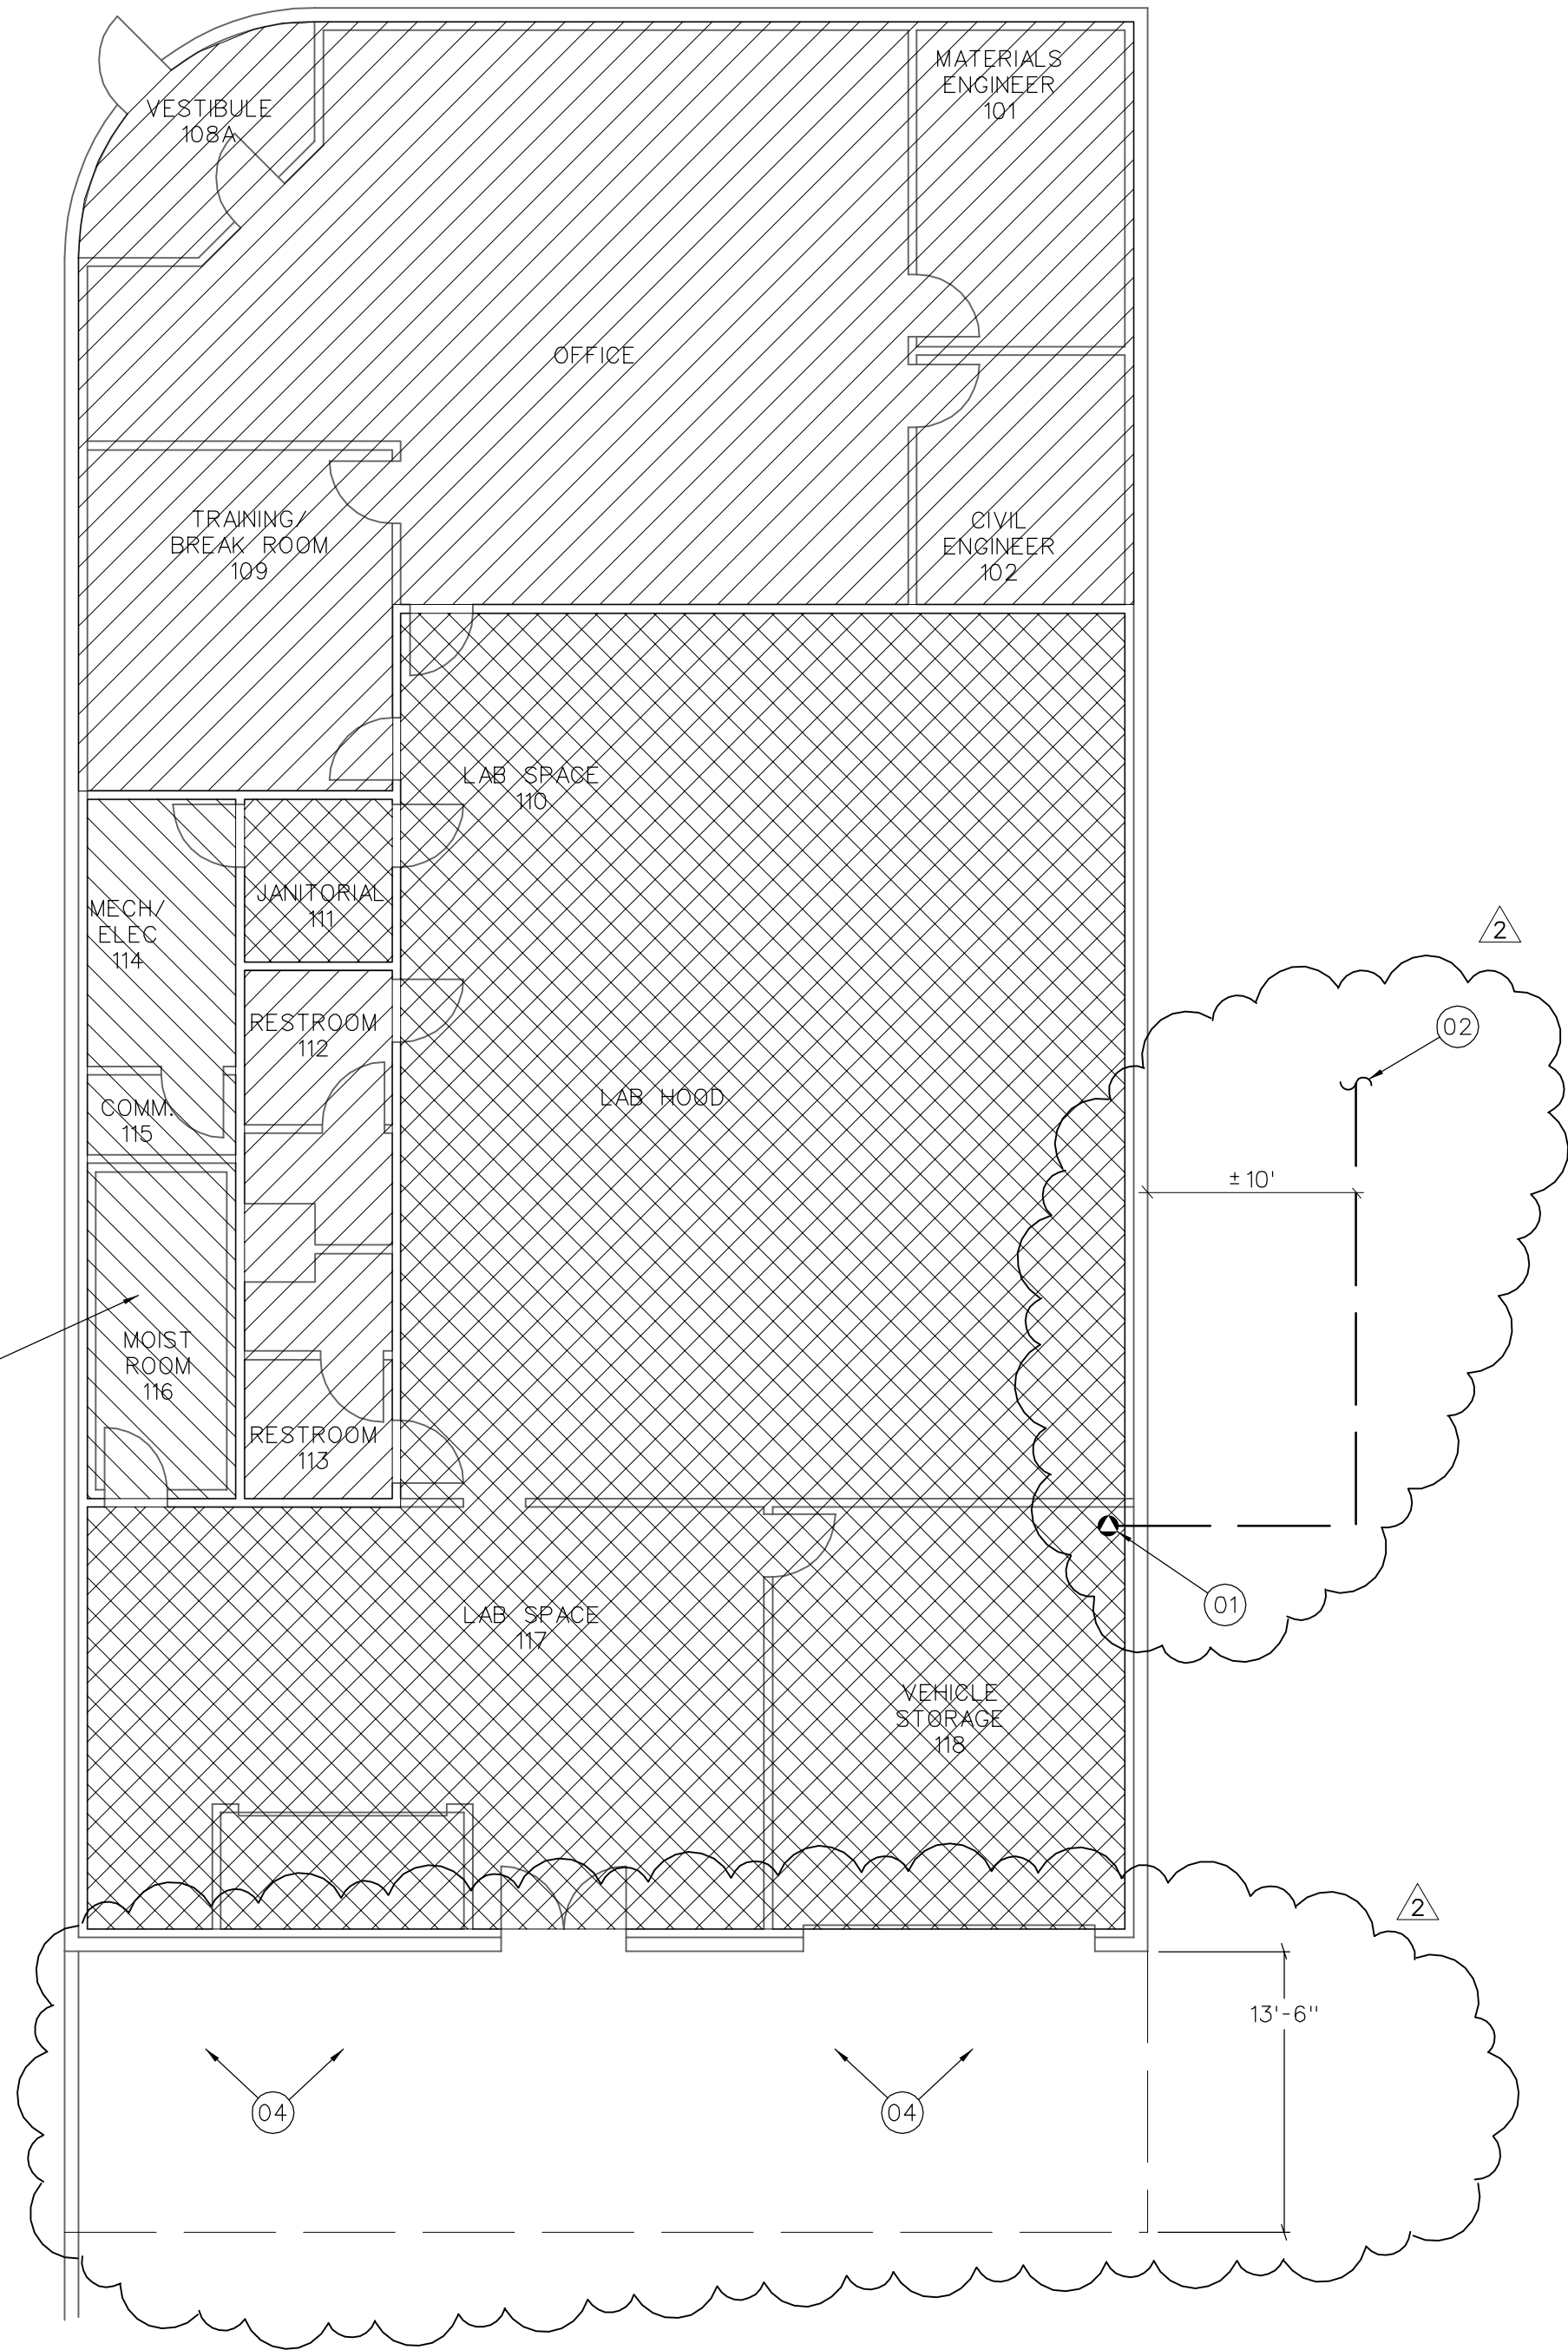 MATERIALS
ENGINEER
101
VESTIBULE
108A
OFFICE
TRAINING/
BREAK ROOM
109
CIVIL
ENGINEER
102
LAB SPACE
110
JANITORIAL
111
MECH/
ELEC
114
2
RESTROOM
112
02
LAB HOOD
COMM.
115
± 10'
MOIST
ROOM
116
RESTROOM
113
01
LAB SPACE
117
VEHICLE
STORAGE
118
2
13'-6"
04
04